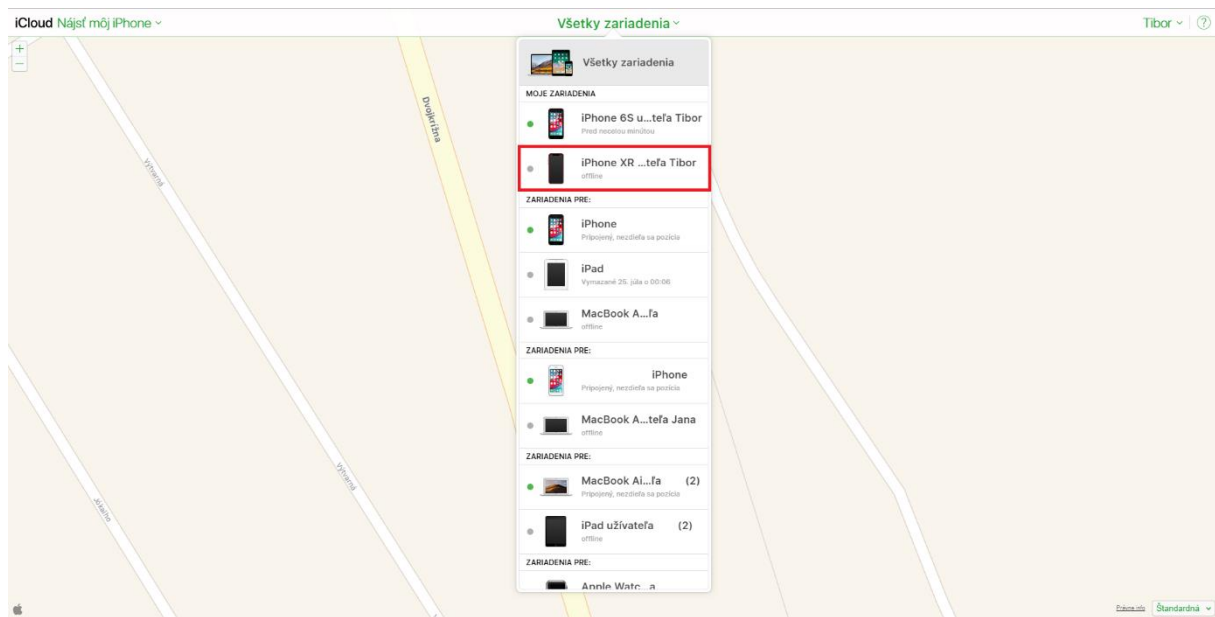 iCloud Nájsť môj iPhone
Všetky zariadenia
Tibor
?
+
−
Všetky zariadenia
MOJE ZARIADENIA
iPhone 6S u...teľa Tibor
Pred necelou minútou
iPhone XR ...teľa Tibor
offline
ZARIADENIA PRE:
iPhone
Pripojený, nezdieľa sa pozícia
iPad
Vymazané 25. júla o 00:06
MacBook A...ľa
offline
ZARIADENIA PRE:
iPhone
Pripojený, nezdieľa sa pozícia
MacBook A...teľa Jana
offline
ZARIADENIA PRE:
MacBook Ai...ľa (2)
Pripojený, nezdieľa sa pozícia
iPad užívateľa (2)
offline
ZARIADENIA PRE:
Apple Watc...a
Dvojkrížna
Výtvarná
Výtvarná
Jókaiho
Právne info
Štandardná